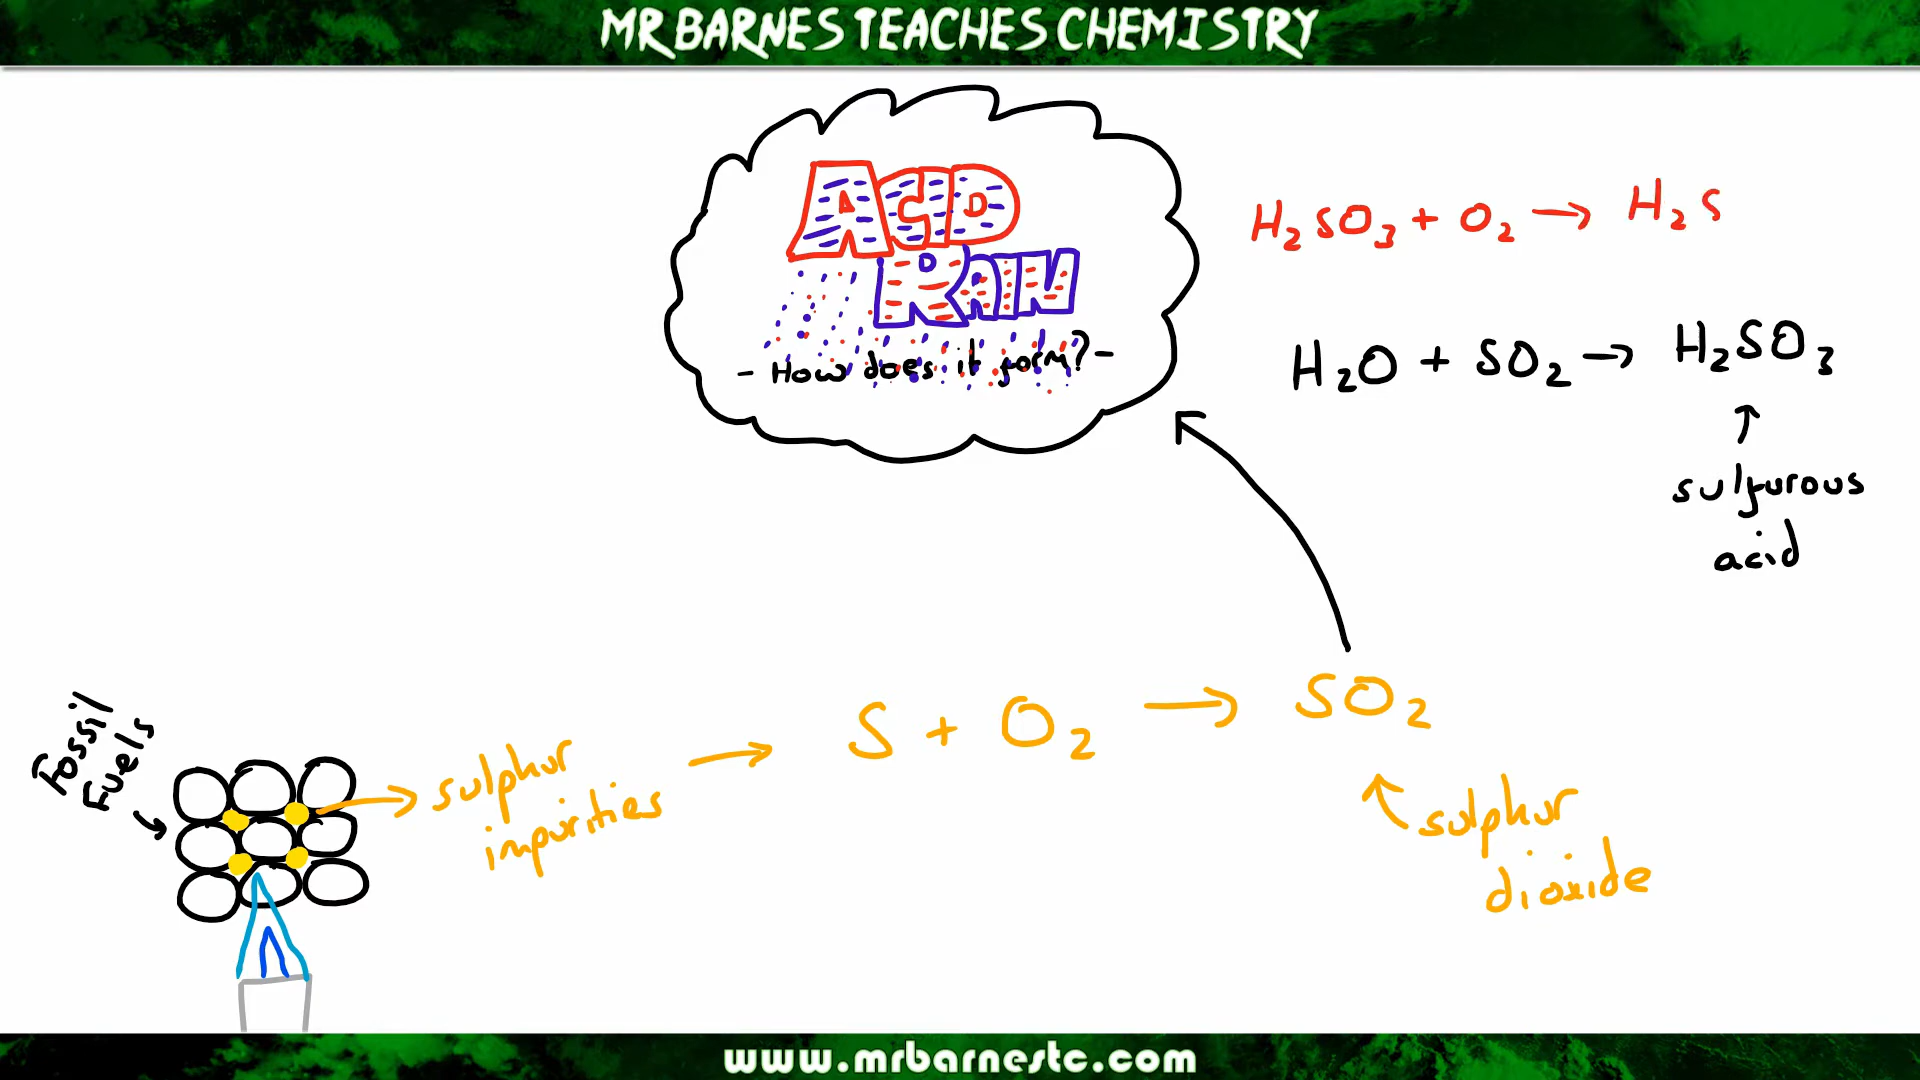 MR BARNES TEACHES CHEMISTRY
ACID
RAIN
- How does it form? -
H₂SO₃ + O₂ → H₂S
H₂O + SO₂ → H₂SO₃
↑
sulfurous
acid
Fossil
Fuels
sulphur
impurities
→ S + O₂ → SO₂
sulphur
dioxide
www.mrbarnestc.com